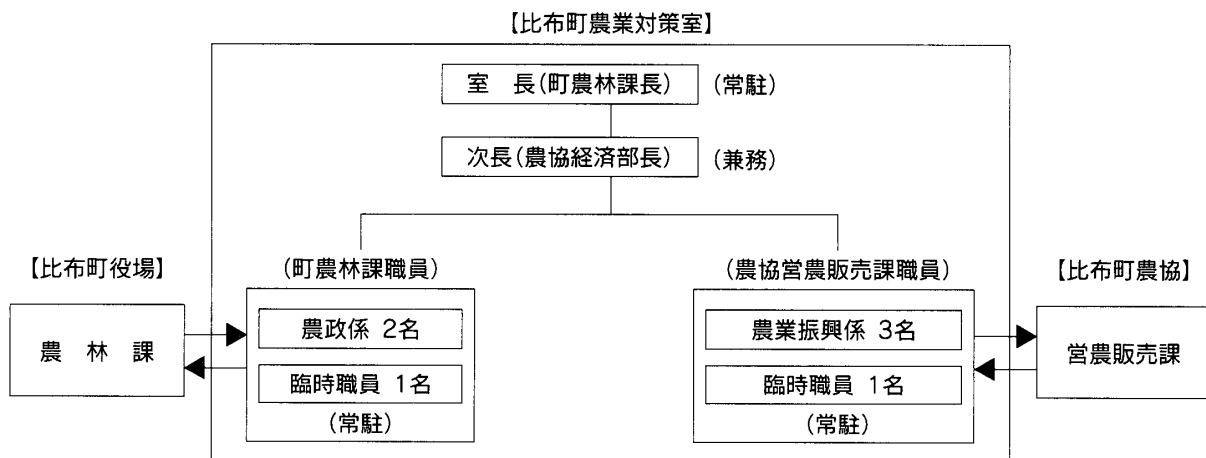 【比布町農業対策室】
室　長(町農林課長)　(常駐)
次長(農協経済部長)　(兼務)
【比布町役場】
(町農林課職員)
(農協営農販売課職員)
【比布町農協】
農　林　課
農政係 2名
臨時職員 1名
(常駐)
農業振興係 3名
臨時職員 1名
(常駐)
営農販売課